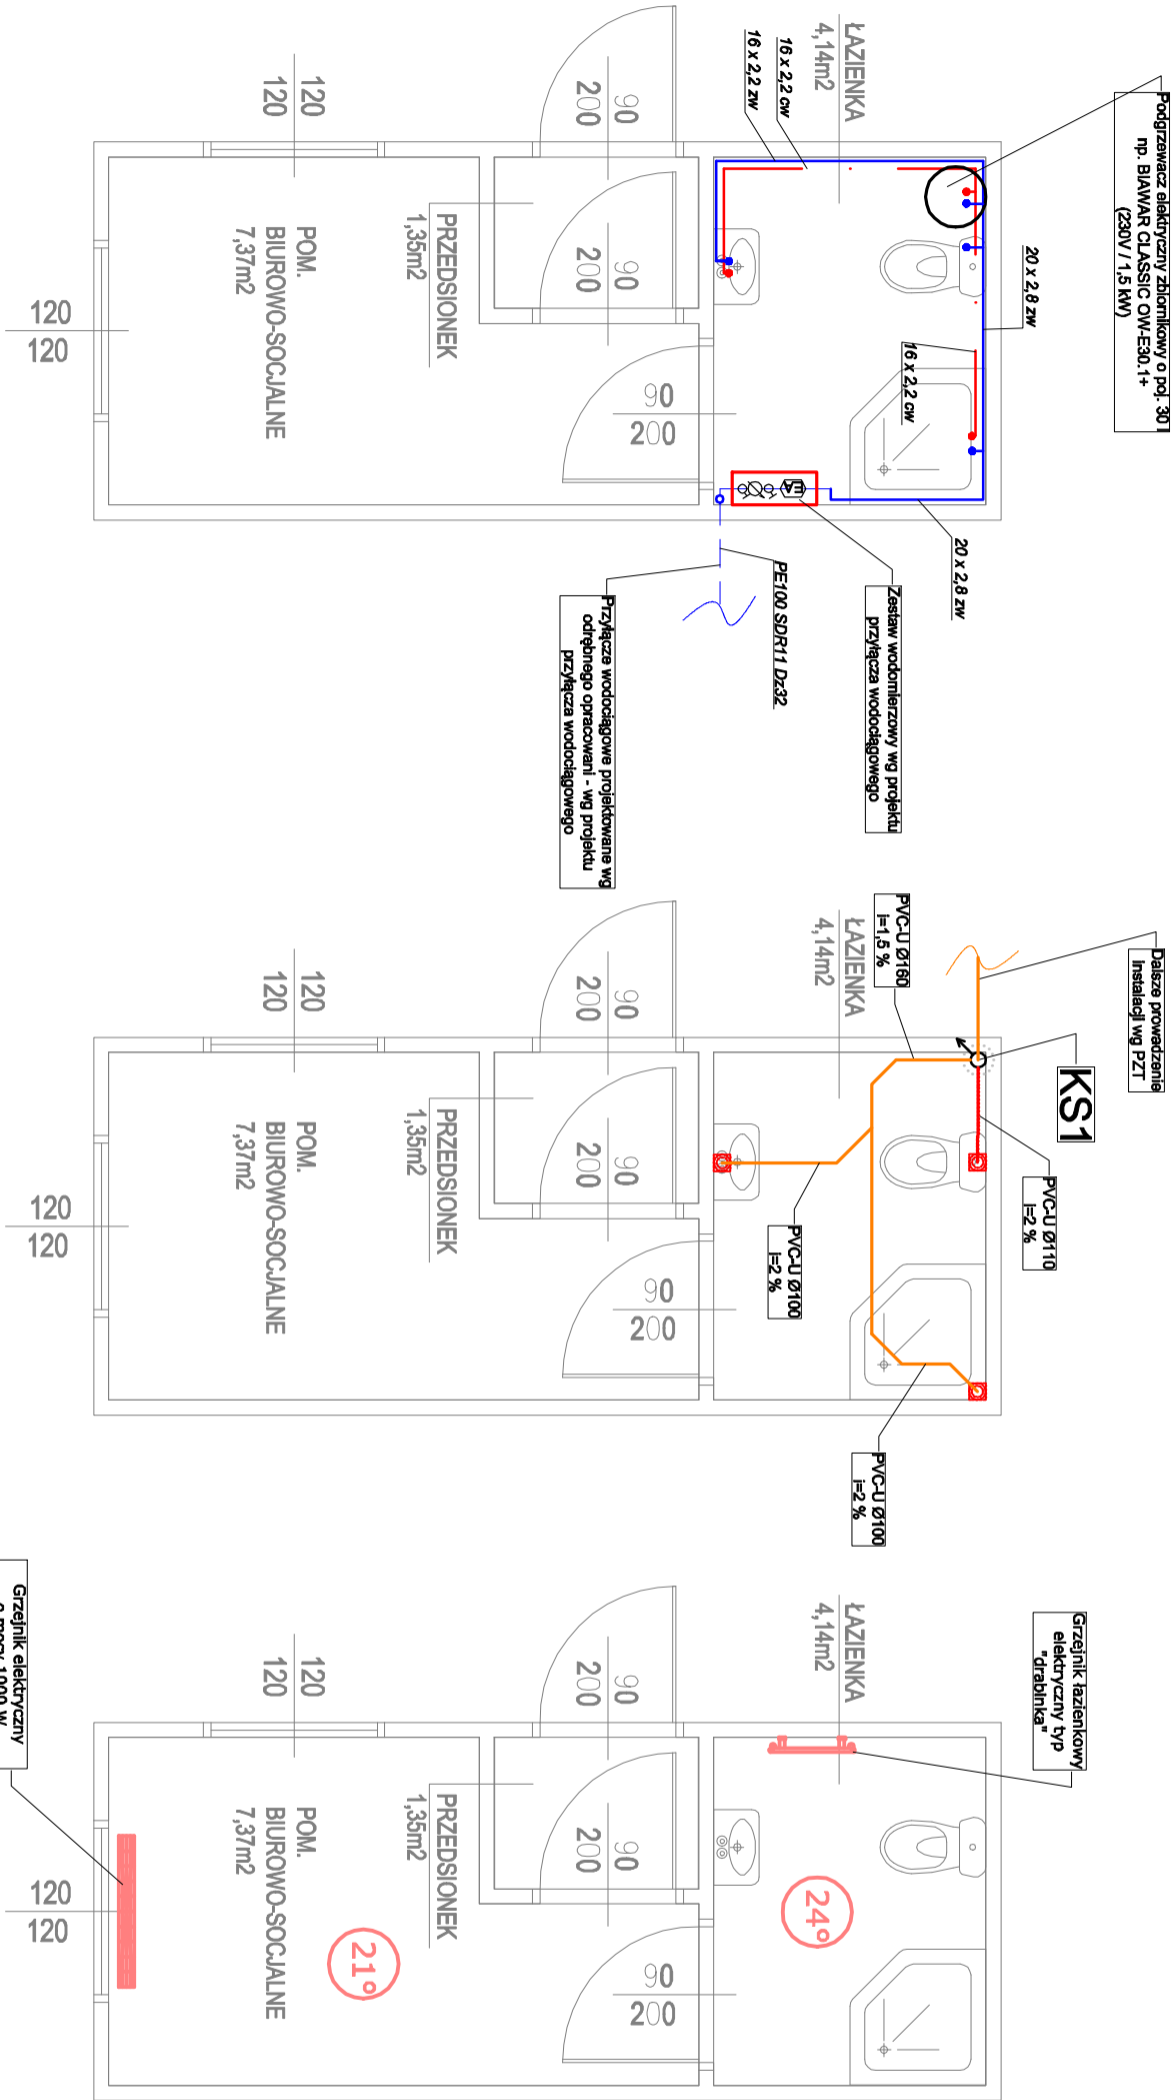 Podgrzewacz elektryczny zbiornikowy o poj. 30 l
np. BIAWAR CLASSIC OW-E30.1+
(230V / 1,5 kW)
ŁAZIENKA
4,14m2
16 x 2,2 cw
16 x 2,2 zw
20 x 2,8 zw
16 x 2,2 cw
20 x 2,8 zw
Zestaw wodomierzowy wg projektu
przyłącza wodociągowego
PE100 SDR11 Dz32
Przyłącze wodociągowe projektowane wg
odrębnego opracowani - wg projektu
przyłącza wodociągowego
90
200
90
200
90
200
PRZEDSIONEK
1,35m2
120
120
POM.
BIUROWO-SOCJALNE
7,37m2
120
120
Dalsze prowadzenie
instalacji wg PZT
KS1
PVC-U Ø110
i=2 %
PVC-U Ø160
i=1,5 %
ŁAZIENKA
4,14m2
PVC-U Ø100
i=2 %
PVC-U Ø100
i=2 %
90
200
90
200
90
200
PRZEDSIONEK
1,35m2
120
120
POM.
BIUROWO-SOCJALNE
7,37m2
120
120
Grzejnik łazienkowy
elektryczny typ
"drabinka"
ŁAZIENKA
4,14m2
24°
90
200
90
200
90
200
PRZEDSIONEK
1,35m2
120
120
POM.
BIUROWO-SOCJALNE
7,37m2
21°
120
120
Grzejnik elektryczny
o mocy 1000 W